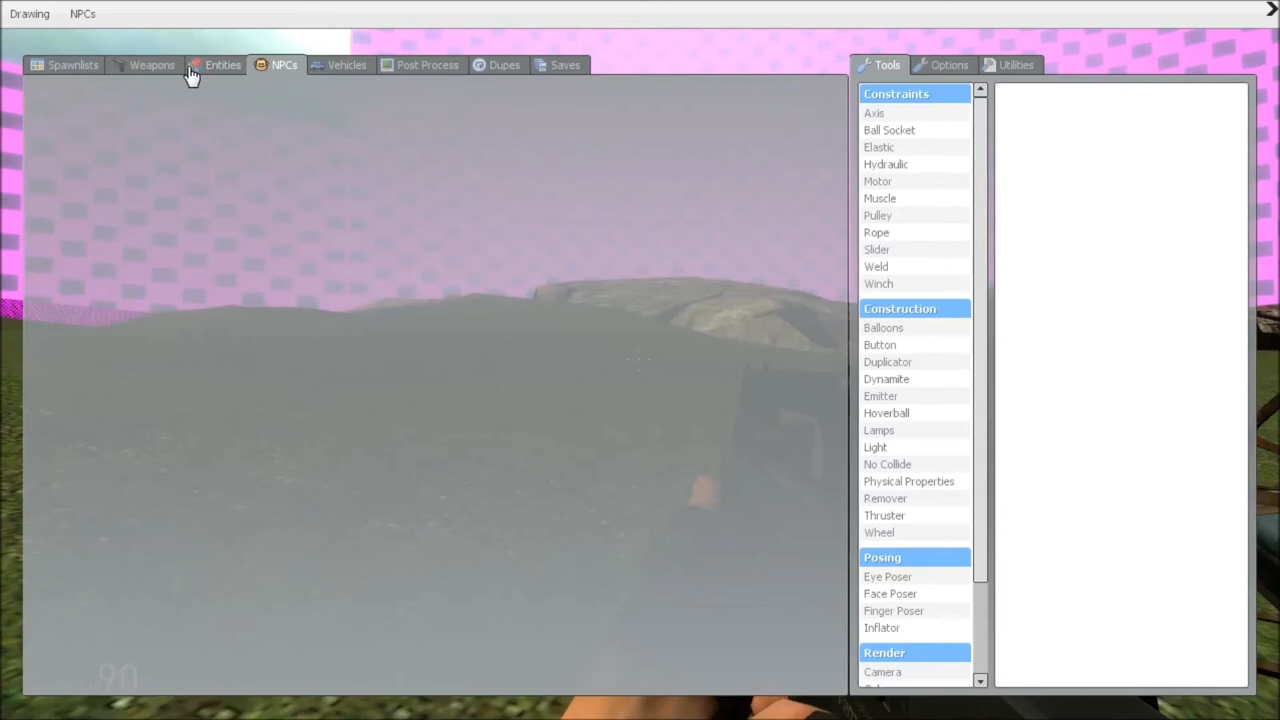 Drawing NPCs
Spawnlists Weapons Entities NPCs Vehicles Post Process Dupes Saves
Tools Options Utilities
Constraints
Axis
Ball Socket
Elastic
Hydraulic
Motor
Muscle
Pulley
Rope
Slider
Weld
Winch
Construction
Balloons
Button
Duplicator
Dynamite
Emitter
Hoverball
Lamps
Light
No Collide
Physical Properties
Remover
Thruster
Wheel
Posing
Eye Poser
Face Poser
Finger Poser
Inflator
Render
Camera
90